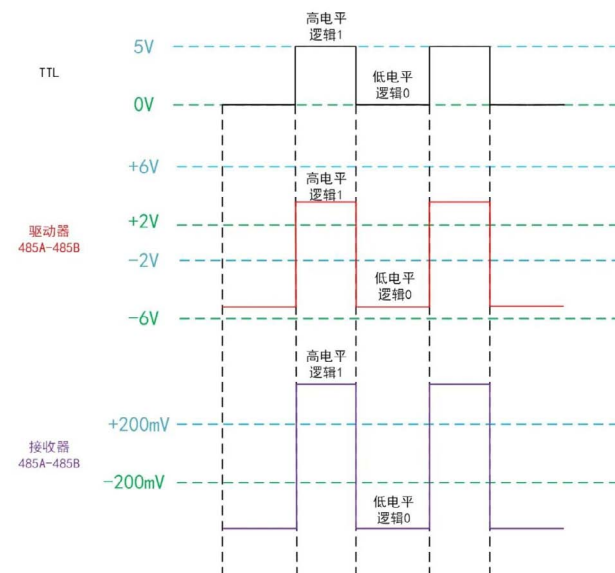 高电平
逻辑1
5V
TTL
低电平
逻辑0
0V
+6V
高电平
逻辑1
+2V
驱动器
485A-485B
-2V
低电平
逻辑0
-6V
高电平
逻辑1
+200mV
接收器
485A-485B
-200mV
低电平
逻辑0